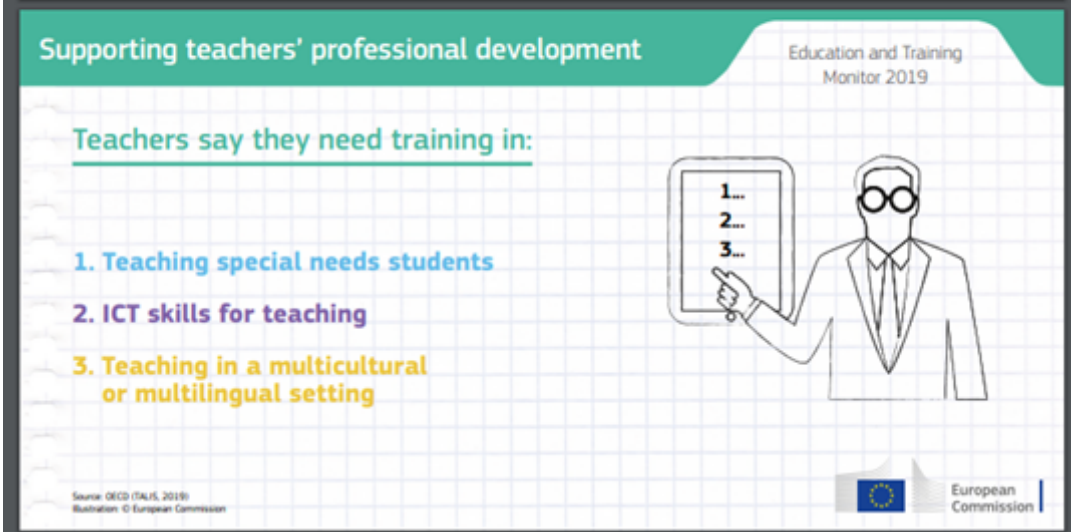 Supporting teachers' professional development
Education and Training
Monitor 2019
Teachers say they need training in:
1. Teaching special needs students
2. ICT skills for teaching
3. Teaching in a multicultural
or multilingual setting
1...
2...
3...
Source: OECD (TALIS, 2019)
Illustration: © European Commission
European
Commission